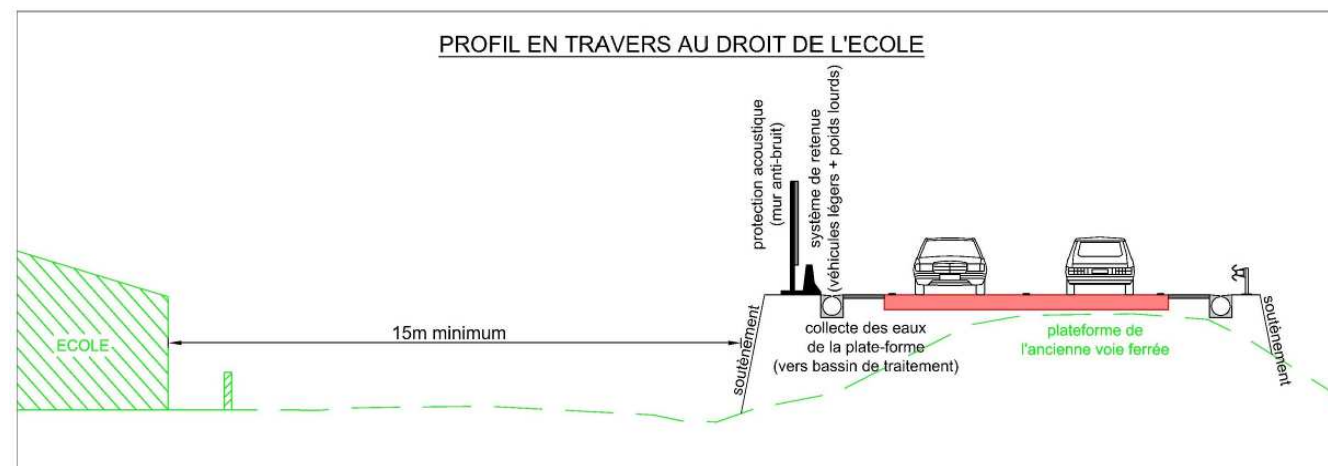 PROFIL EN TRAVERS AU DROIT DE L'ECOLE
protection acoustique
(mur anti-bruit)
système de retenue
(véhicules légers + poids lourds)
ECOLE
15m minimum
soutènement
collecte des eaux
de la plate-forme
(vers bassin de traitement)
plateforme de
l'ancienne voie ferrée
soutènement